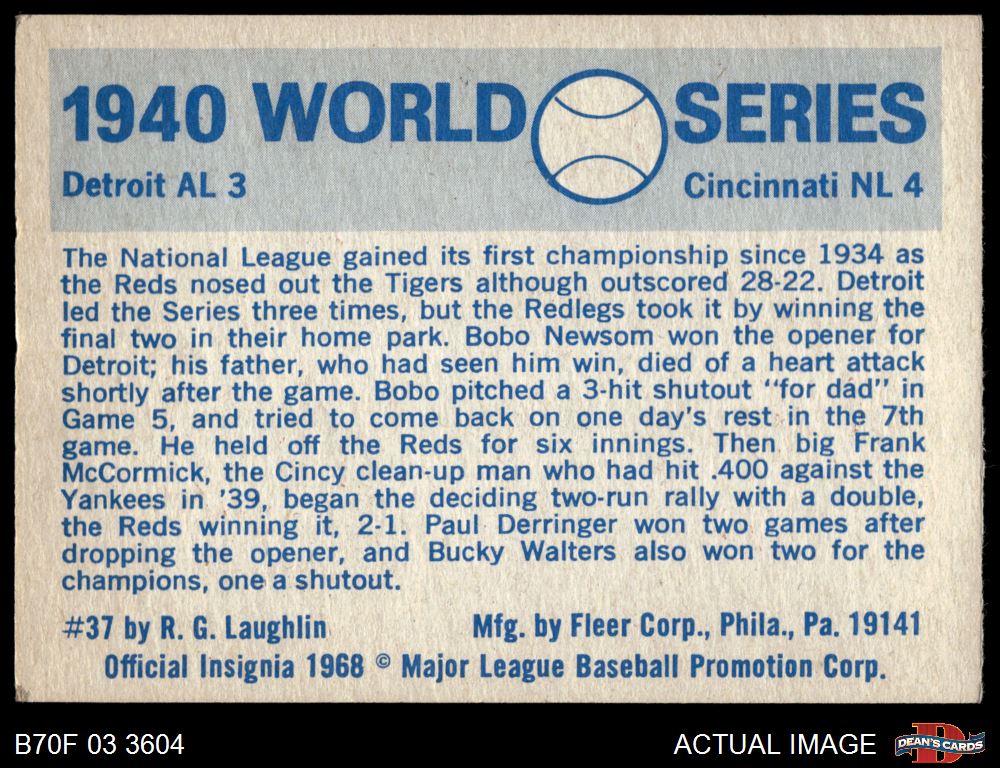 1940 WORLD SERIES
Detroit AL 3 Cincinnati NL 4
The National League gained its first championship since 1934 as
the Reds nosed out the Tigers although outscored 28-22. Detroit
led the Series three times, but the Redlegs took it by winning the
final two in their home park. Bobo Newsom won the opener for
Detroit; his father, who had seen him win, died of a heart attack
shortly after the game. Bobo pitched a 3-hit shutout “for dad” in
Game 5, and tried to come back on one day's rest in the 7th
game. He held off the Reds for six innings. Then big Frank
McCormick, the Cincy clean-up man who had hit .400 against the
Yankees in '39, began the deciding two-run rally with a double,
the Reds winning it, 2-1. Paul Derringer won two games after
dropping the opener, and Bucky Walters also won two for the
champions, one a shutout.
#37 by R. G. Laughlin Mfg. by Fleer Corp., Phila., Pa. 19141
Official Insignia 1968 © Major League Baseball Promotion Corp.
B70F 03 3604 ACTUAL IMAGE D DEAN'S CARDS